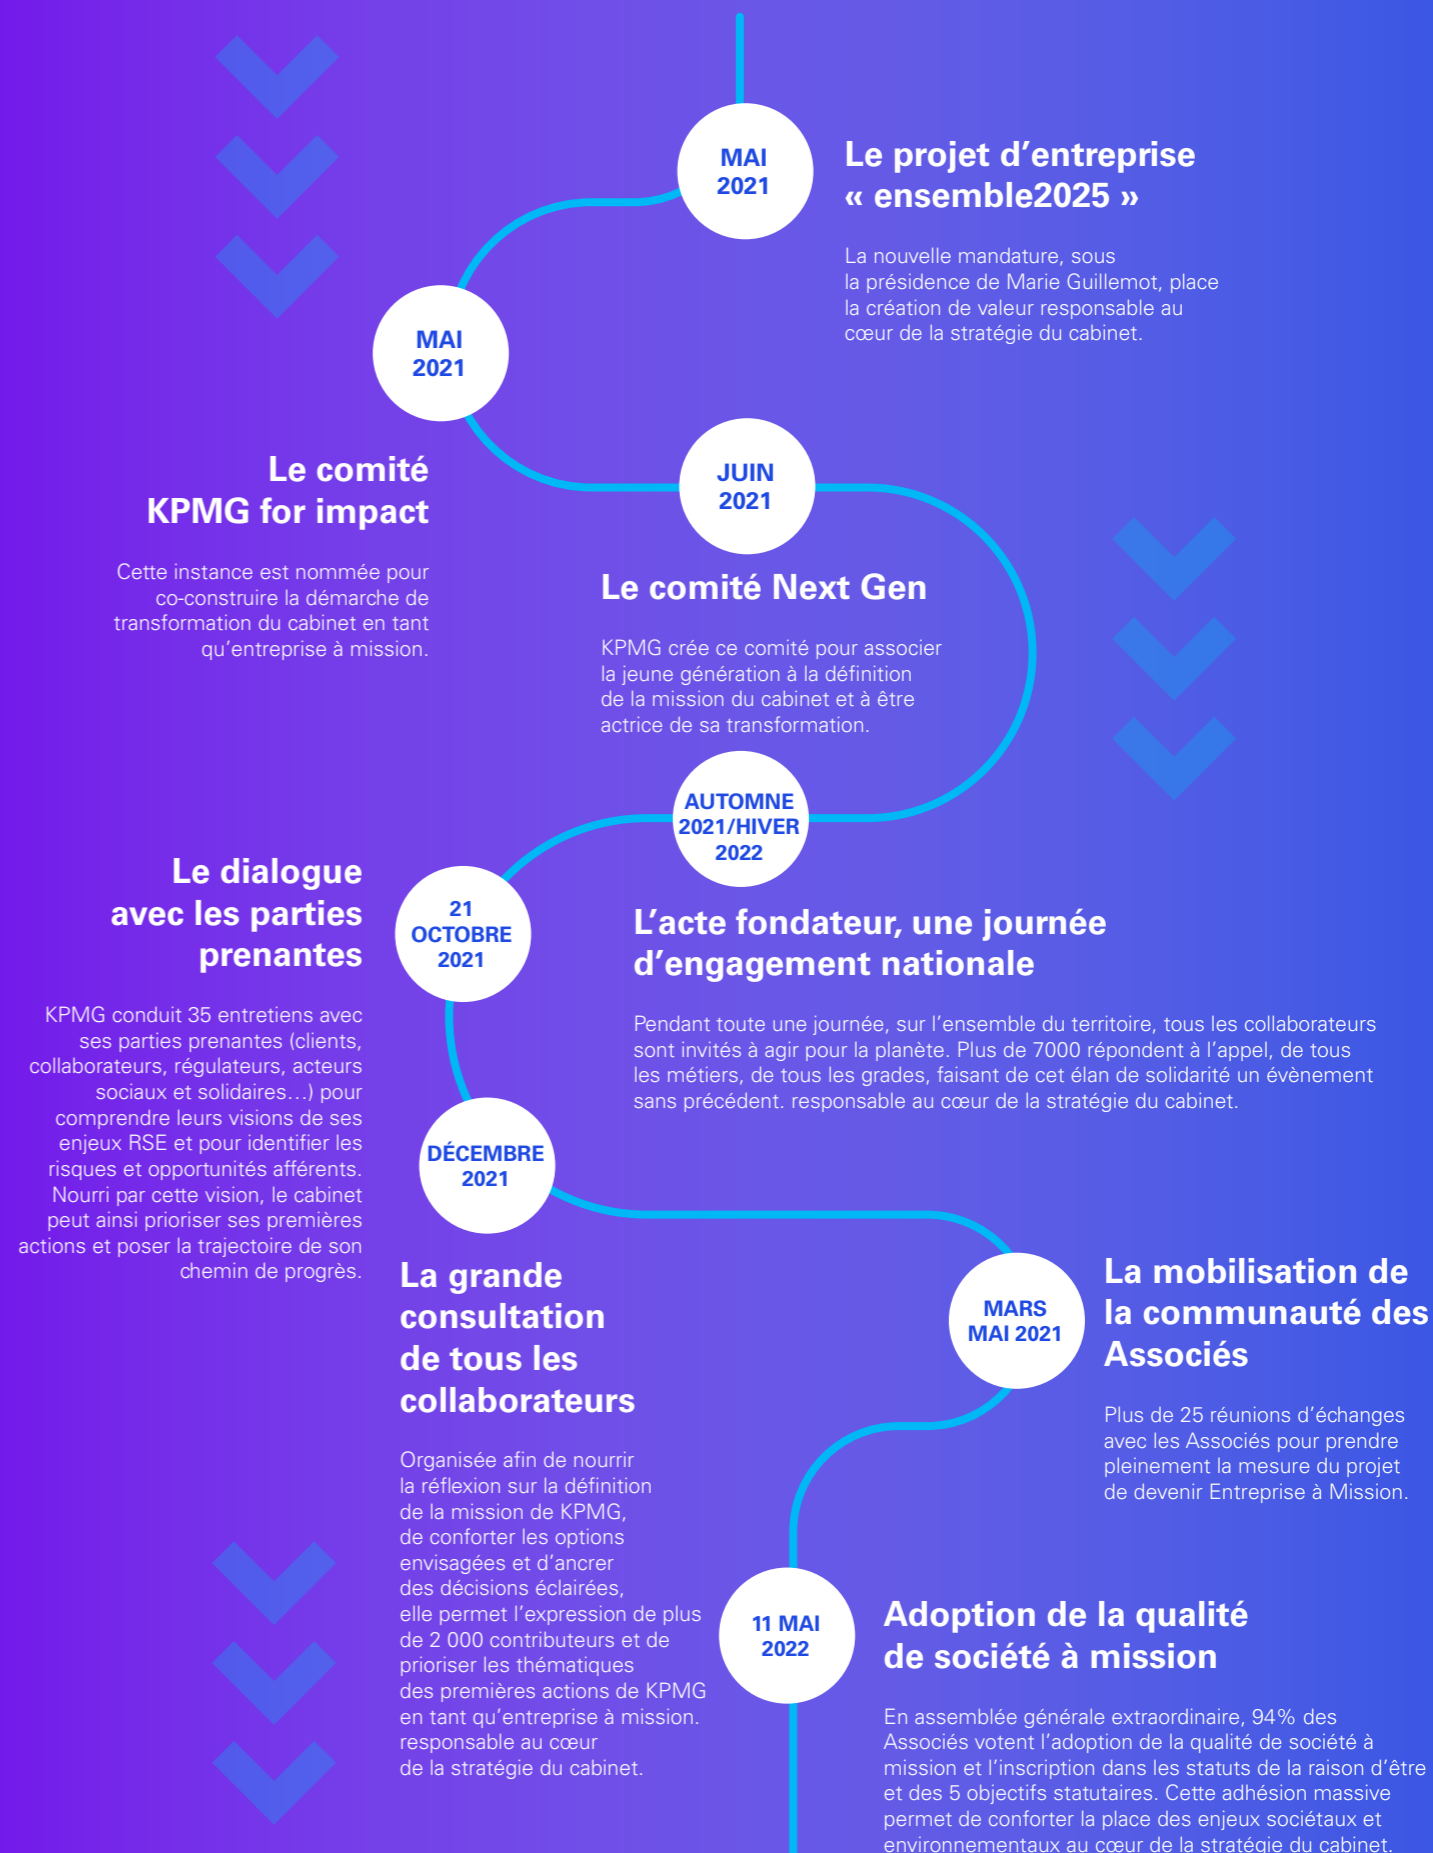 MAI
2021
Le projet d’entreprise
« ensemble2025 »
La nouvelle mandature, sous
la présidence de Marie Guillemot, place
la création de valeur responsable au
cœur de la stratégie du cabinet.
MAI
2021
Le comité
KPMG for impact
Cette instance est nommée pour
co-construire la démarche de
transformation du cabinet en tant
qu’entreprise à mission.
JUIN
2021
Le comité Next Gen
KPMG crée ce comité pour associer
la jeune génération à la définition
de la mission du cabinet et à être
actrice de sa transformation.
AUTOMNE
2021/HIVER
2022
Le dialogue
avec les parties
prenantes
KPMG conduit 35 entretiens avec
ses parties prenantes (clients,
collaborateurs, régulateurs, acteurs
sociaux et solidaires…) pour
comprendre leurs visions de ses
enjeux RSE et pour identifier les
risques et opportunités afférents.
Nourri par cette vision, le cabinet
peut ainsi prioriser ses premières
actions et poser la trajectoire de son
chemin de progrès.
21
OCTOBRE
2021
L’acte fondateur, une journée
d’engagement nationale
Pendant toute une journée, sur l’ensemble du territoire, tous les collaborateurs
sont invités à agir pour la planète. Plus de 7000 répondent à l’appel, de tous
les métiers, de tous les grades, faisant de cet élan de solidarité un évènement
sans précédent. responsable au cœur de la stratégie du cabinet.
DÉCEMBRE
2021
La grande
consultation
de tous les
collaborateurs
Organisée afin de nourrir
la réflexion sur la définition
de la mission de KPMG,
de conforter les options
envisagées et d’ancrer
des décisions éclairées,
elle permet l’expression de plus
de 2 000 contributeurs et de
prioriser les thématiques
des premières actions de KPMG
en tant qu’entreprise à mission.
responsable au cœur
de la stratégie du cabinet.
MARS
MAI 2021
La mobilisation de
la communauté des
Associés
Plus de 25 réunions d’échanges
avec les Associés pour prendre
pleinement la mesure du projet
de devenir Entreprise à Mission.
11 MAI
2022
Adoption de la qualité
de société à mission
En assemblée générale extraordinaire, 94% des
Associés votent l’adoption de la qualité de société à
mission et l’inscription dans les statuts de la raison d’être
et des 5 objectifs statutaires. Cette adhésion massive
permet de conforter la place des enjeux sociétaux et
environnementaux au cœur de la stratégie du cabinet.